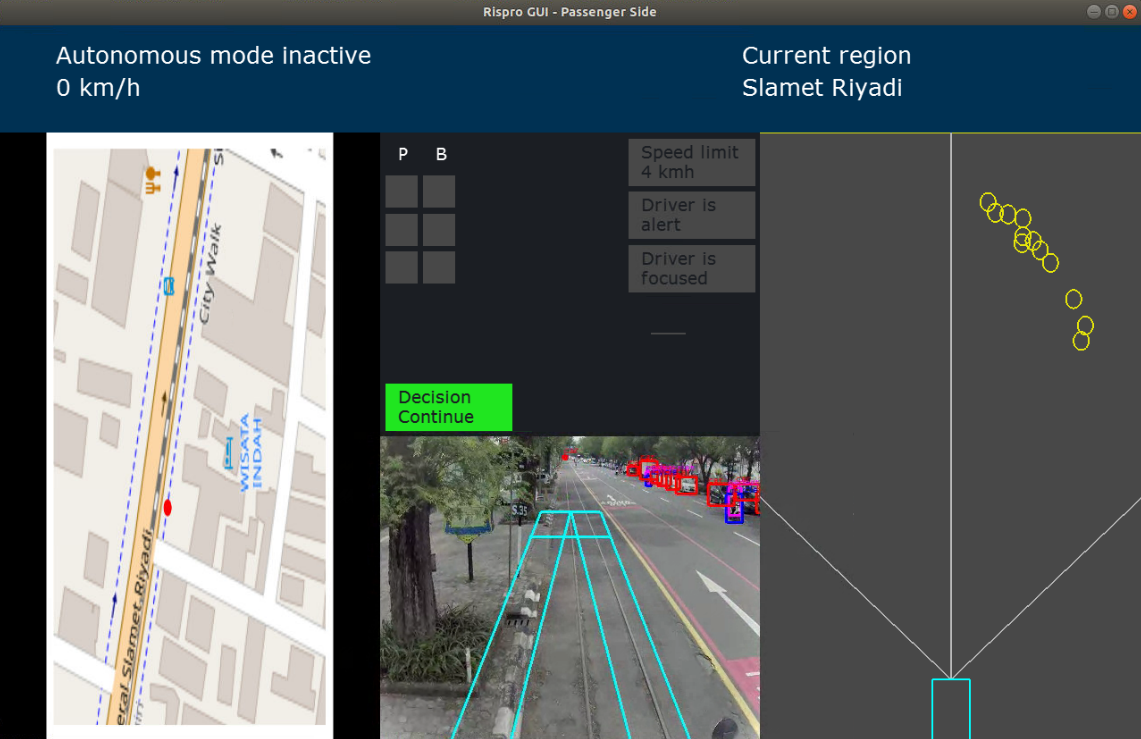 Rispro GUI - Passenger Side
Autonomous mode inactive
0 km/h
Current region
Slamet Riyadi
City Walk
WISATA
INDAH
eral Slamet Riyadi
P B
Speed limit
4 kmh
Driver is
alert
Driver is
focused
Decision
Continue
S.35